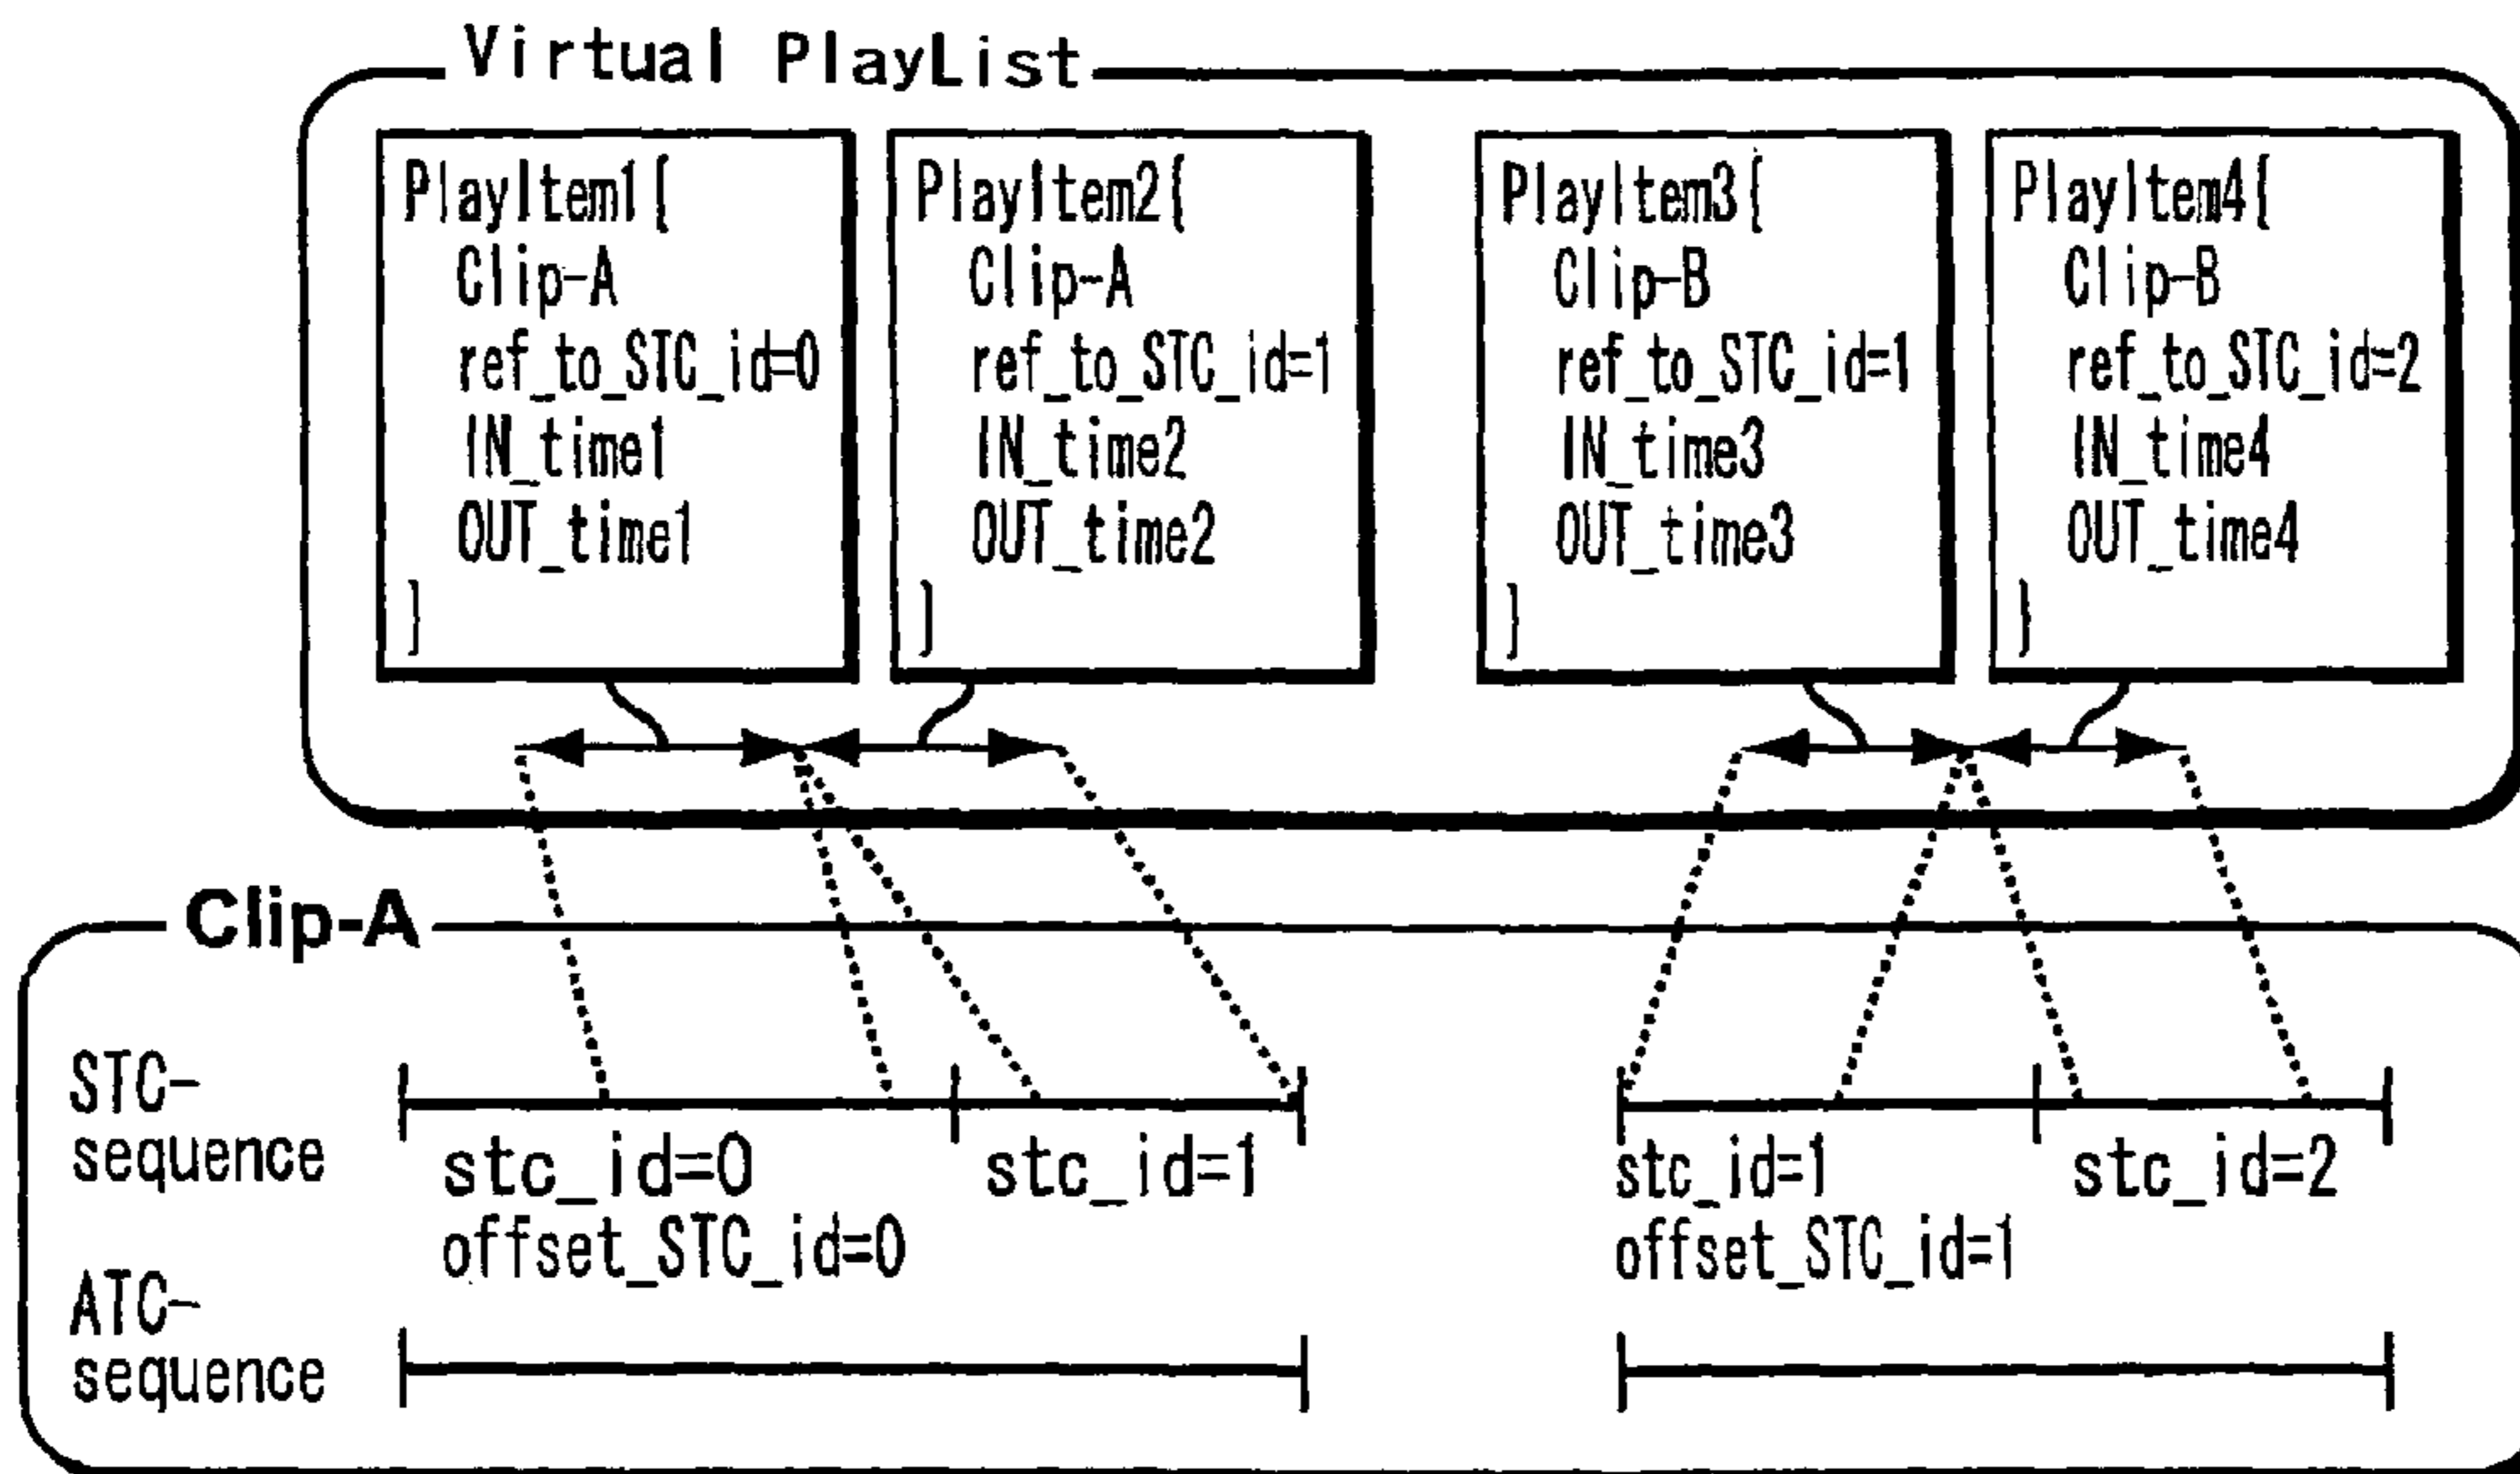 Virtual PlayList
PlayItem1{
Clip-A
ref_to_STC_id=0
IN_time1
OUT_time1
}
PlayItem2{
Clip-A
ref_to_STC_id=1
IN_time2
OUT_time2
}
PlayItem3{
Clip-B
ref_to_STC_id=1
IN_time3
OUT_time3
}
PlayItem4{
Clip-B
ref_to_STC_id=2
IN_time4
OUT_time4
}
Clip-A
STC-
sequence
stc_id=0
offset_STC_id=0
stc_id=1
stc_id=1
offset_STC_id=1
stc_id=2
ATC-
sequence